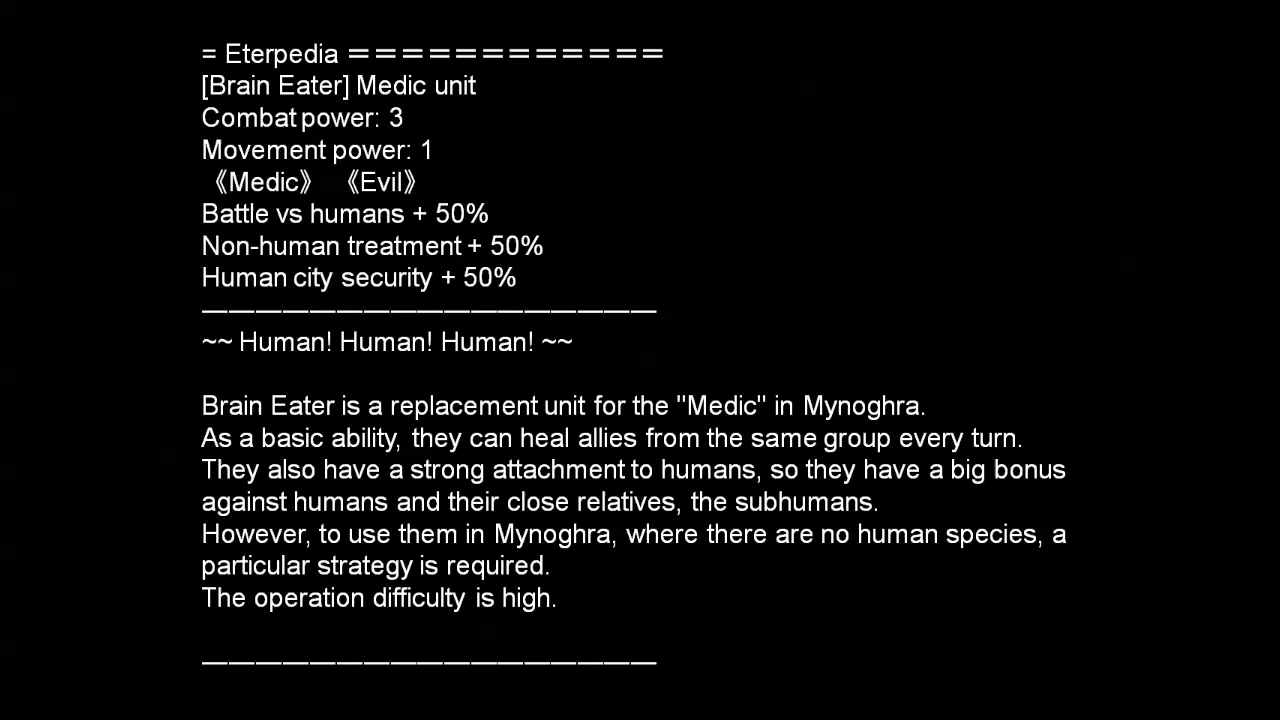 = Eterpedia ＝＝＝＝＝＝＝＝＝＝＝＝
[Brain Eater] Medic unit
Combat power: 3
Movement power: 1
《Medic》 《Evil》
Battle vs humans + 50%
Non-human treatment + 50%
Human city security + 50%
—————————————————
~~ Human! Human! Human! ~~
Brain Eater is a replacement unit for the "Medic" in Mynoghra.
As a basic ability, they can heal allies from the same group every turn.
They also have a strong attachment to humans, so they have a big bonus
against humans and their close relatives, the subhumans.
However, to use them in Mynoghra, where there are no human species, a
particular strategy is required.
The operation difficulty is high.
—————————————————